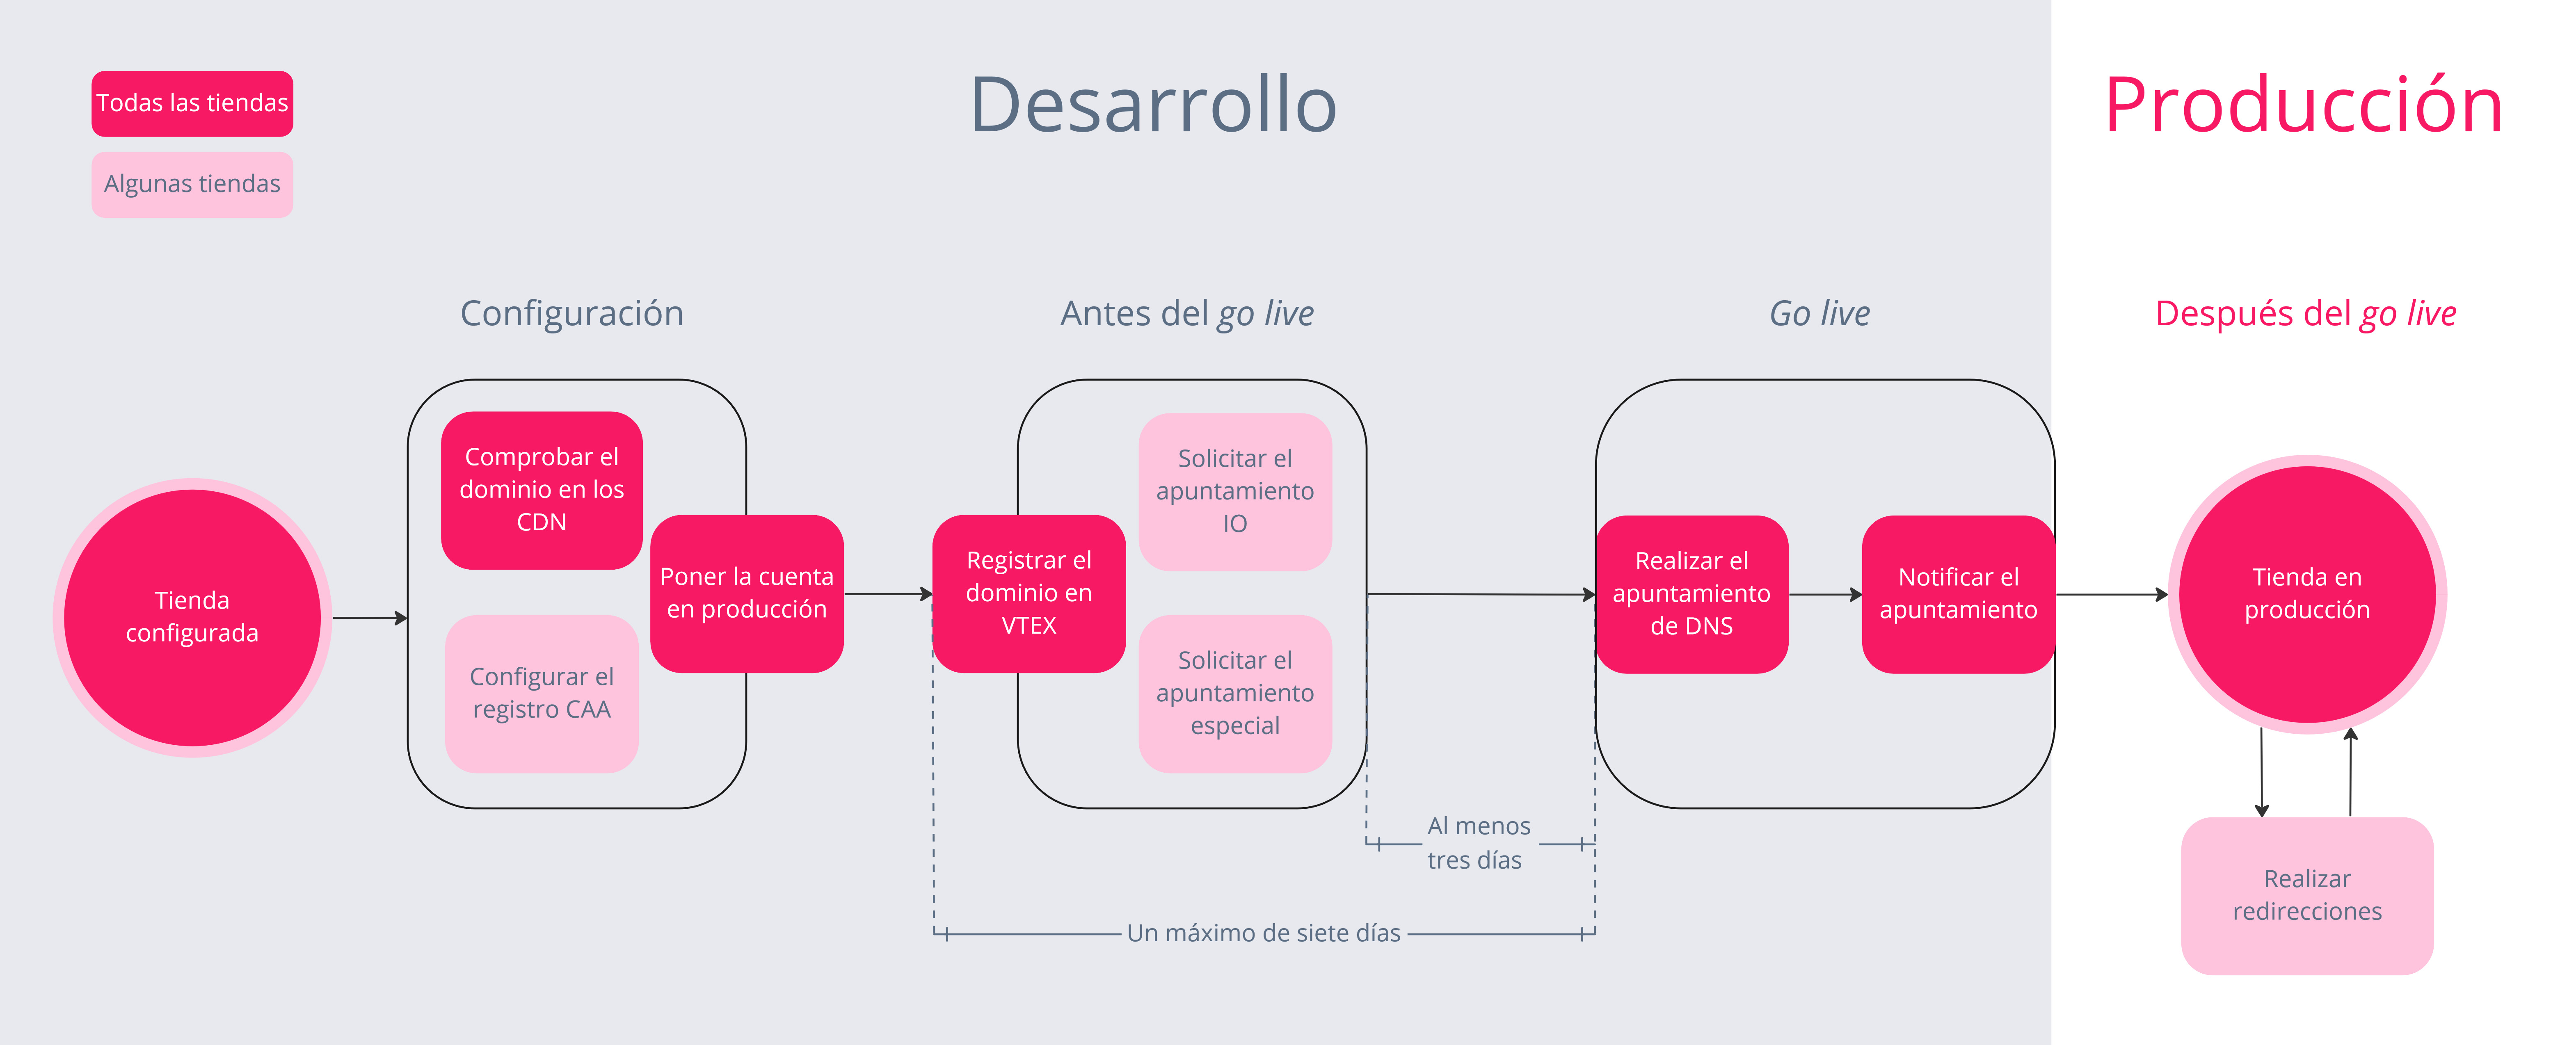 Desarrollo
Producción
Todas las tiendas
Algunas tiendas
Configuración
Antes del go live
Go live
Después del go live
Tienda
configurada
Comprobar el
dominio en los
CDN
Configurar el
registro CAA
Poner la cuenta
en producción
Registrar el
dominio en
VTEX
Solicitar el
apuntamiento
IO
Solicitar el
apuntamiento
especial
Realizar el
apuntamiento
de DNS
Notificar el
apuntamiento
Tienda en
producción
Al menos
tres días
Un máximo de siete días
Realizar
redirecciones